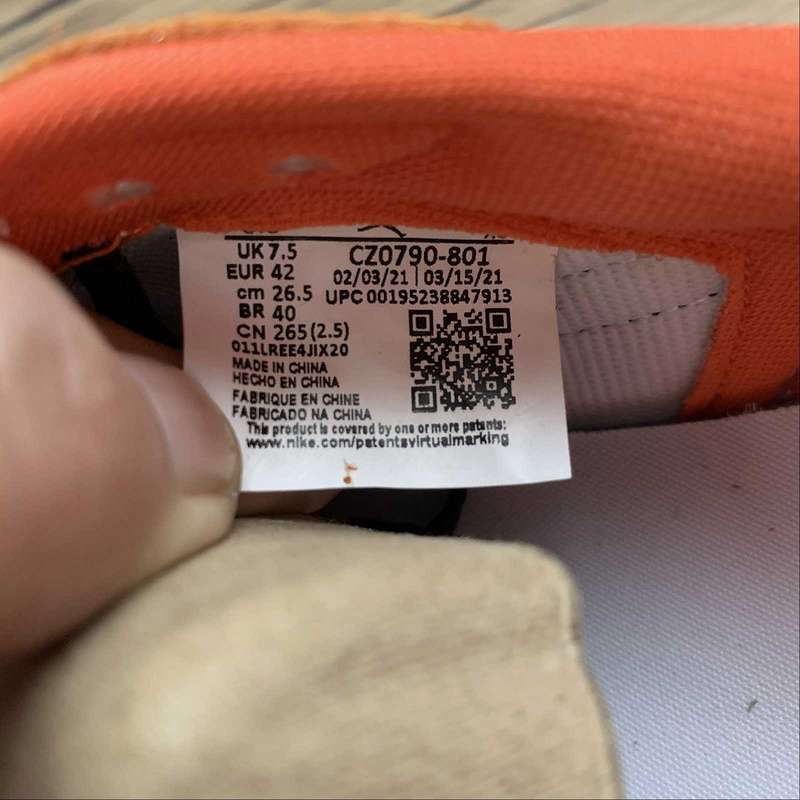 UK 7.5 CZ0790-801
EUR 42 02/03/21 | 03/15/21
cm 26.5 UPC 00195238847913
BR 40
CN 265(2.5)
011LREE4JIX20
MADE IN CHINA
HECHO EN CHINA
FABRIQUE EN CHINE
FABRICADO NA CHINA
This product is covered by one or more patents:
www.nike.com/patentsvirtualmarking